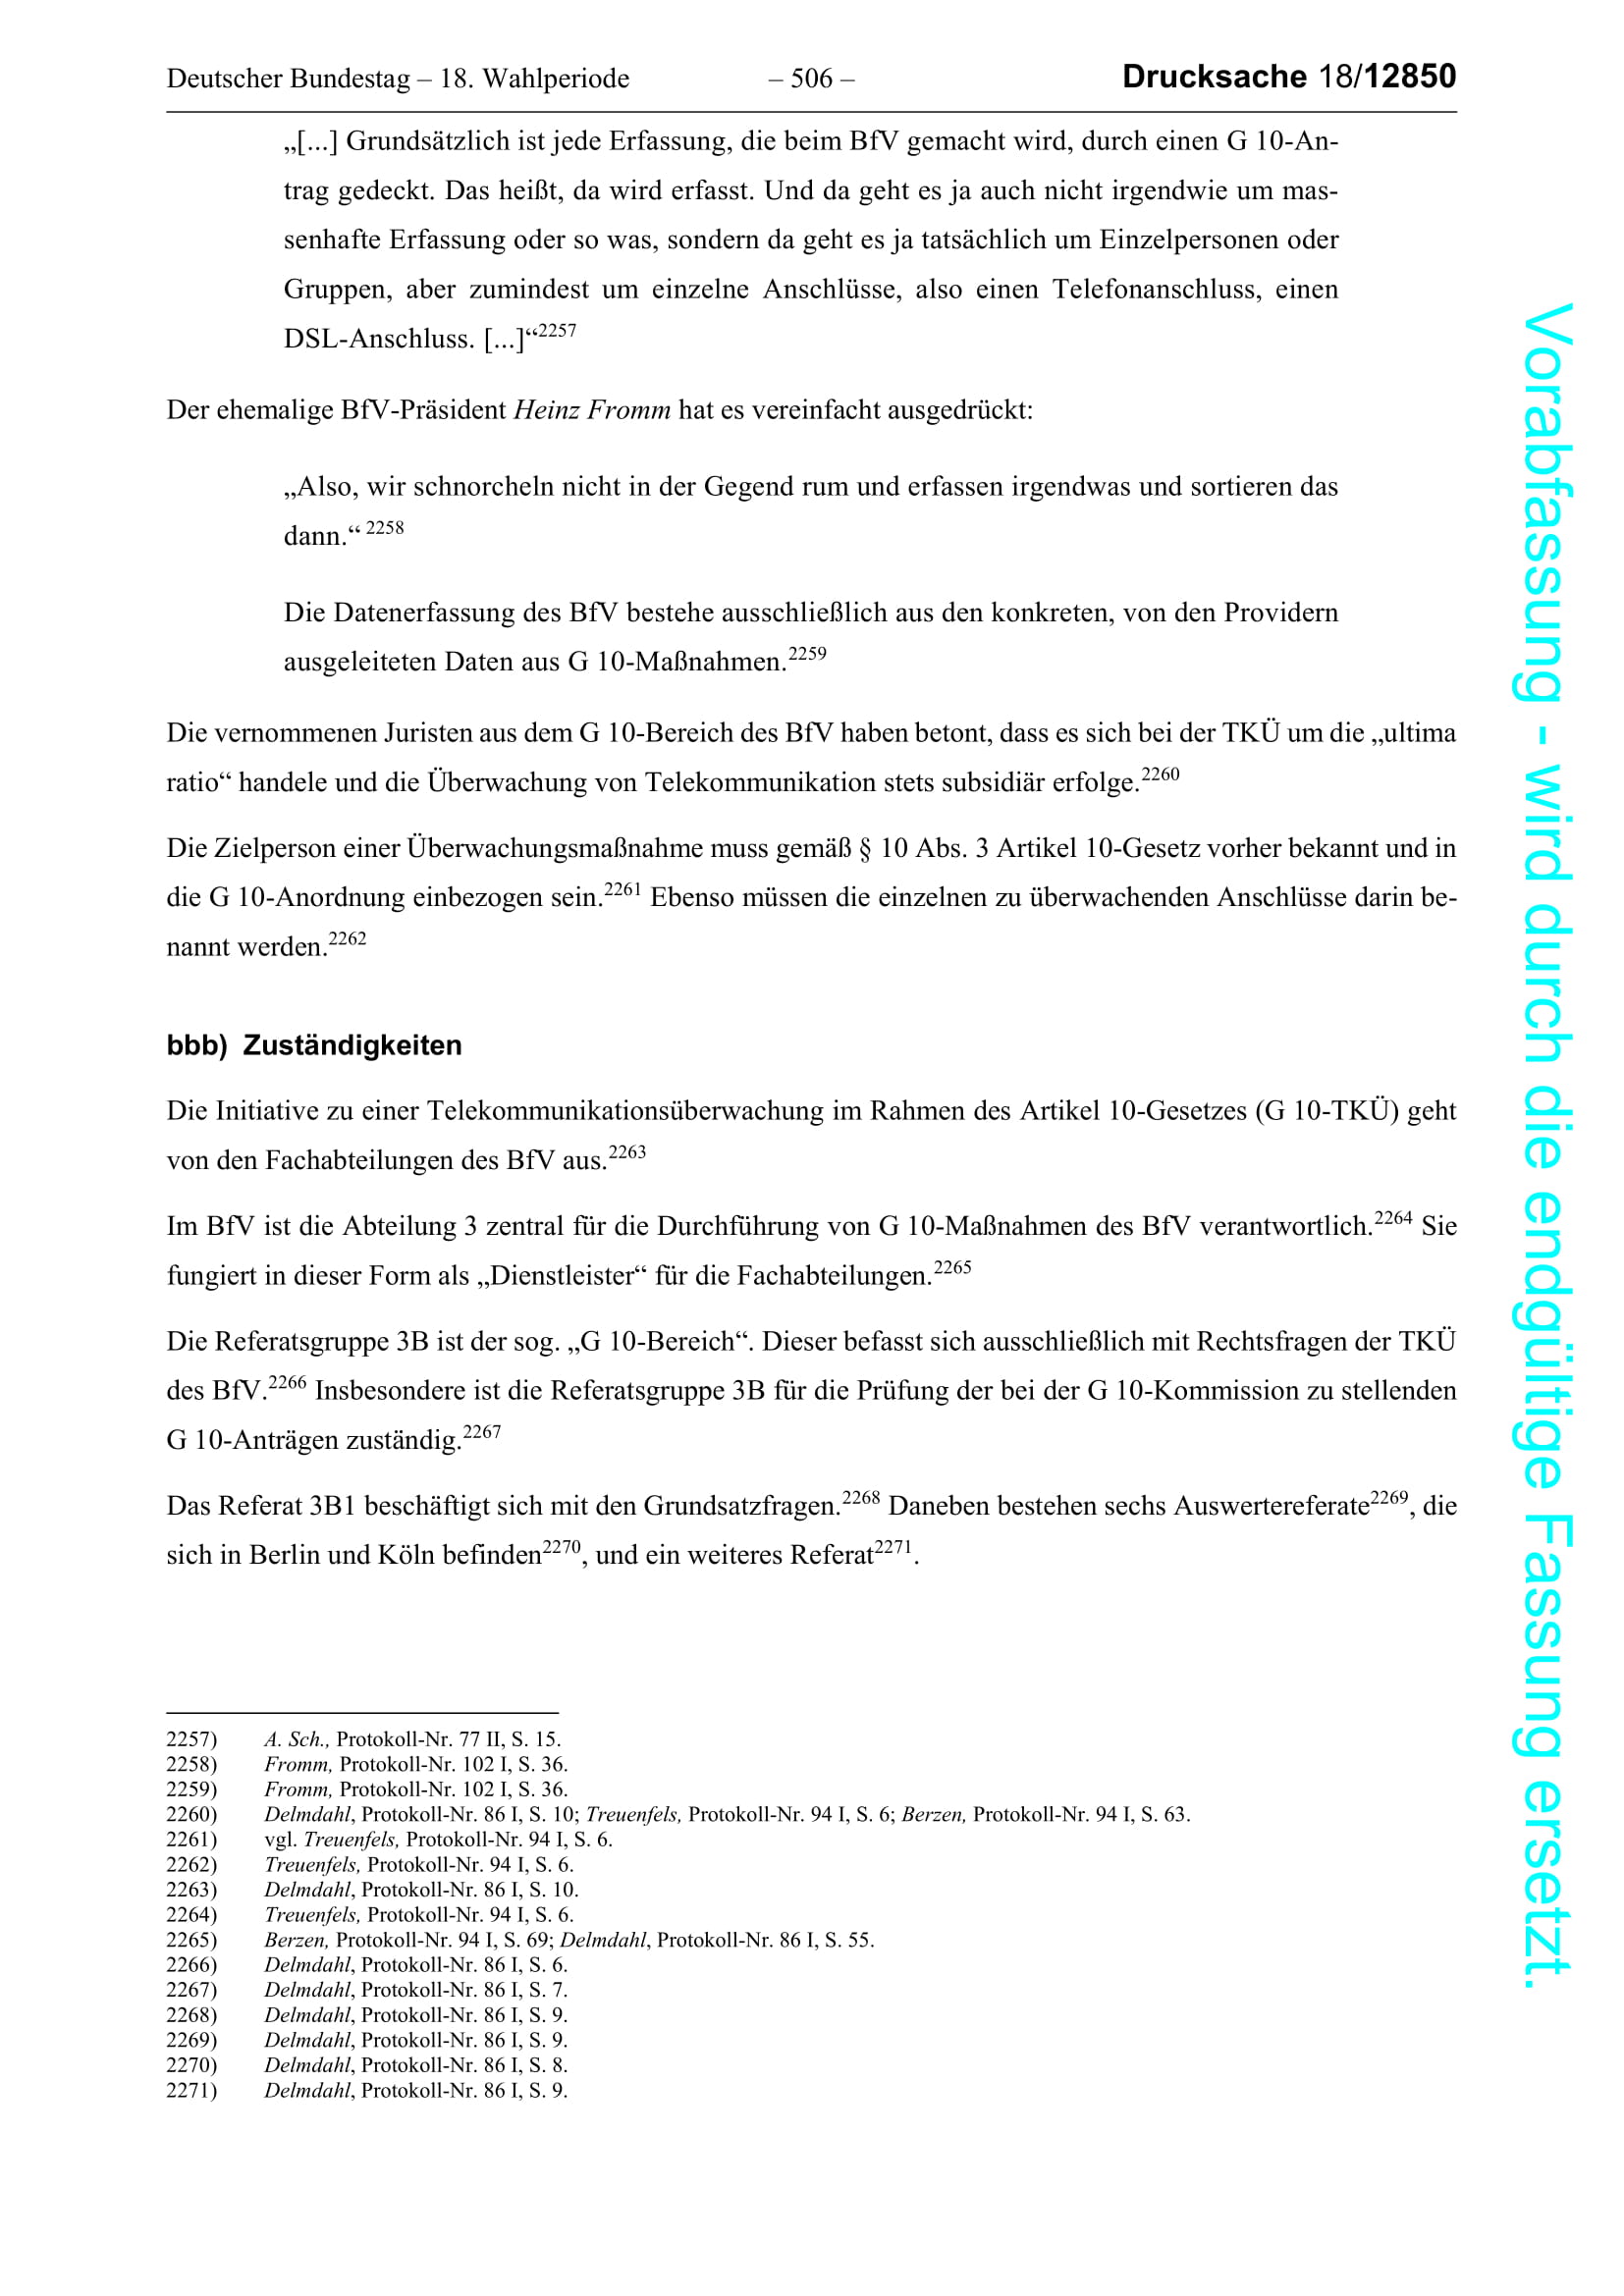 Deutscher Bundestag – 18. Wahlperiode – 506 – Drucksache 18/12850
„[...] Grundsätzlich ist jede Erfassung, die beim BfV gemacht wird, durch einen G 10-An-
trag gedeckt. Das heißt, da wird erfasst. Und da geht es ja auch nicht irgendwie um mas-
senhafte Erfassung oder so was, sondern da geht es ja tatsächlich um Einzelpersonen oder
Gruppen, aber zumindest um einzelne Anschlüsse, also einen Telefonanschluss, einen
DSL-Anschluss. [...]“2257
Der ehemalige BfV-Präsident Heinz Fromm hat es vereinfacht ausgedrückt:
„Also, wir schnorcheln nicht in der Gegend rum und erfassen irgendwas und sortieren das
dann.“ 2258
Die Datenerfassung des BfV bestehe ausschließlich aus den konkreten, von den Providern
ausgeleiteten Daten aus G 10-Maßnahmen.2259
Die vernommenen Juristen aus dem G 10-Bereich des BfV haben betont, dass es sich bei der TKÜ um die „ultima
ratio“ handele und die Überwachung von Telekommunikation stets subsidiär erfolge.2260
Die Zielperson einer Überwachungsmaßnahme muss gemäß § 10 Abs. 3 Artikel 10-Gesetz vorher bekannt und in
die G 10-Anordnung einbezogen sein.2261 Ebenso müssen die einzelnen zu überwachenden Anschlüsse darin be-
nannt werden.2262
bbb) Zuständigkeiten
Die Initiative zu einer Telekommunikationsüberwachung im Rahmen des Artikel 10-Gesetzes (G 10-TKÜ) geht
von den Fachabteilungen des BfV aus.2263
Im BfV ist die Abteilung 3 zentral für die Durchführung von G 10-Maßnahmen des BfV verantwortlich.2264 Sie
fungiert in dieser Form als „Dienstleister“ für die Fachabteilungen.2265
Die Referatsgruppe 3B ist der sog. „G 10-Bereich“. Dieser befasst sich ausschließlich mit Rechtsfragen der TKÜ
des BfV.2266 Insbesondere ist die Referatsgruppe 3B für die Prüfung der bei der G 10-Kommission zu stellenden
G 10-Anträgen zuständig.2267
Das Referat 3B1 beschäftigt sich mit den Grundsatzfragen.2268 Daneben bestehen sechs Auswertereferate2269, die
sich in Berlin und Köln befinden2270, und ein weiteres Referat2271.
2257) A. Sch., Protokoll-Nr. 77 II, S. 15.
2258) Fromm, Protokoll-Nr. 102 I, S. 36.
2259) Fromm, Protokoll-Nr. 102 I, S. 36.
2260) Delmdahl, Protokoll-Nr. 86 I, S. 10; Treuenfels, Protokoll-Nr. 94 I, S. 6; Berzen, Protokoll-Nr. 94 I, S. 63.
2261) vgl. Treuenfels, Protokoll-Nr. 94 I, S. 6.
2262) Treuenfels, Protokoll-Nr. 94 I, S. 6.
2263) Delmdahl, Protokoll-Nr. 86 I, S. 10.
2264) Treuenfels, Protokoll-Nr. 94 I, S. 6.
2265) Berzen, Protokoll-Nr. 94 I, S. 69; Delmdahl, Protokoll-Nr. 86 I, S. 55.
2266) Delmdahl, Protokoll-Nr. 86 I, S. 6.
2267) Delmdahl, Protokoll-Nr. 86 I, S. 7.
2268) Delmdahl, Protokoll-Nr. 86 I, S. 9.
2269) Delmdahl, Protokoll-Nr. 86 I, S. 9.
2270) Delmdahl, Protokoll-Nr. 86 I, S. 8.
2271) Delmdahl, Protokoll-Nr. 86 I, S. 9.
Vorabfassung - wird durch die endgültige Fassung ersetzt.